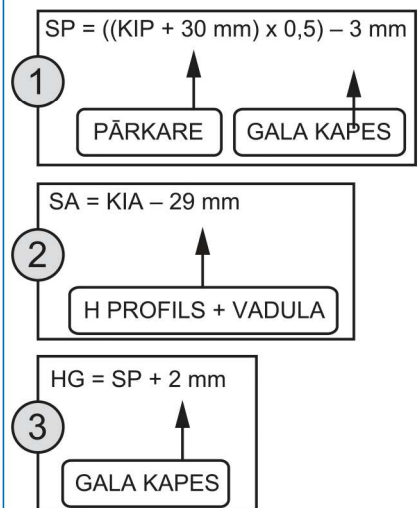 SP = ((KIP + 30 mm) x 0,5) – 3 mm
1
PĀRKARE
GALA KAPES
SA = KIA – 29 mm
2
H PROFILS + VADULA
HG = SP + 2 mm
3
GALA KAPES